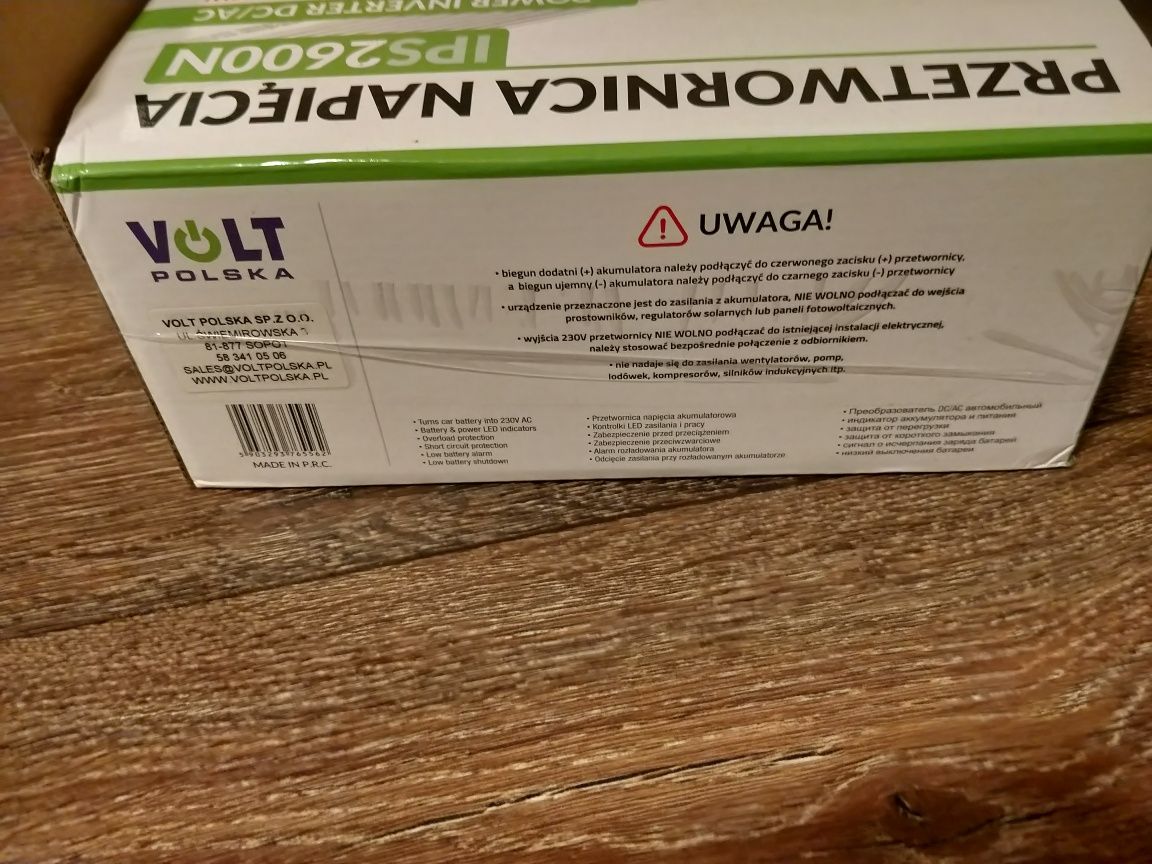 POWER INVERTER DC/AC
IPS2600N
PRZETWORNICA NAPIĘCIA
VOLT
POLSKA
VOLT POLSKA SP.Z O.O.
UL ŚWIEMIROWSKA 3
81-877 SOPOT
58 341 05 06
SALES@VOLTPOLSKA.PL
WWW.VOLTPOLSKA.PL
MADE IN P.R.C.
UWAGA!
• biegun dodatni (+) akumulatora należy podłączyć do czerwonego zacisku (+) przetwornicy,
a biegun ujemny (-) akumulatora należy podłączyć do czarnego zacisku (-) przetwornicy
• urządzenie przeznaczone jest do zasilania z akumulatora, NIE WOLNO podłączać do wejścia
prostowników, regulatorów solarnych lub paneli fotowoltaicznych.
• wyjścia 230V przetwornicy NIE WOLNO podłączać do istniejącej instalacji elektrycznej,
należy stosować bezpośrednie połączenie z odbiornikiem.
• nie nadaje się do zasilania wentylatorów, pomp,
lodówek, kompresorów, silników indukcyjnych itp.
• Turns car battery into 230V AC
• Battery & power LED indicators
• Overload protection
• Short circuit protection
• Low battery alarm
• Low battery shutdown
• Przetwornica napięcia akumulatorowa
• Kontrolki LED zasilania i pracy
• Zabezpieczenie przed przeciążeniem
• Zabezpieczenie przeciwzwarciowe
• Alarm rozładowania akumulatora
• Odcięcie zasilania przy rozładowanym akumulatorze
• Преобразователь DC/AC автомобильный
• индикатор аккумулятора и питания
• защита от перегрузки
• защита от короткого замыкания
• сигнал о исчерпании заряда батарей
• низкий выключения батареи